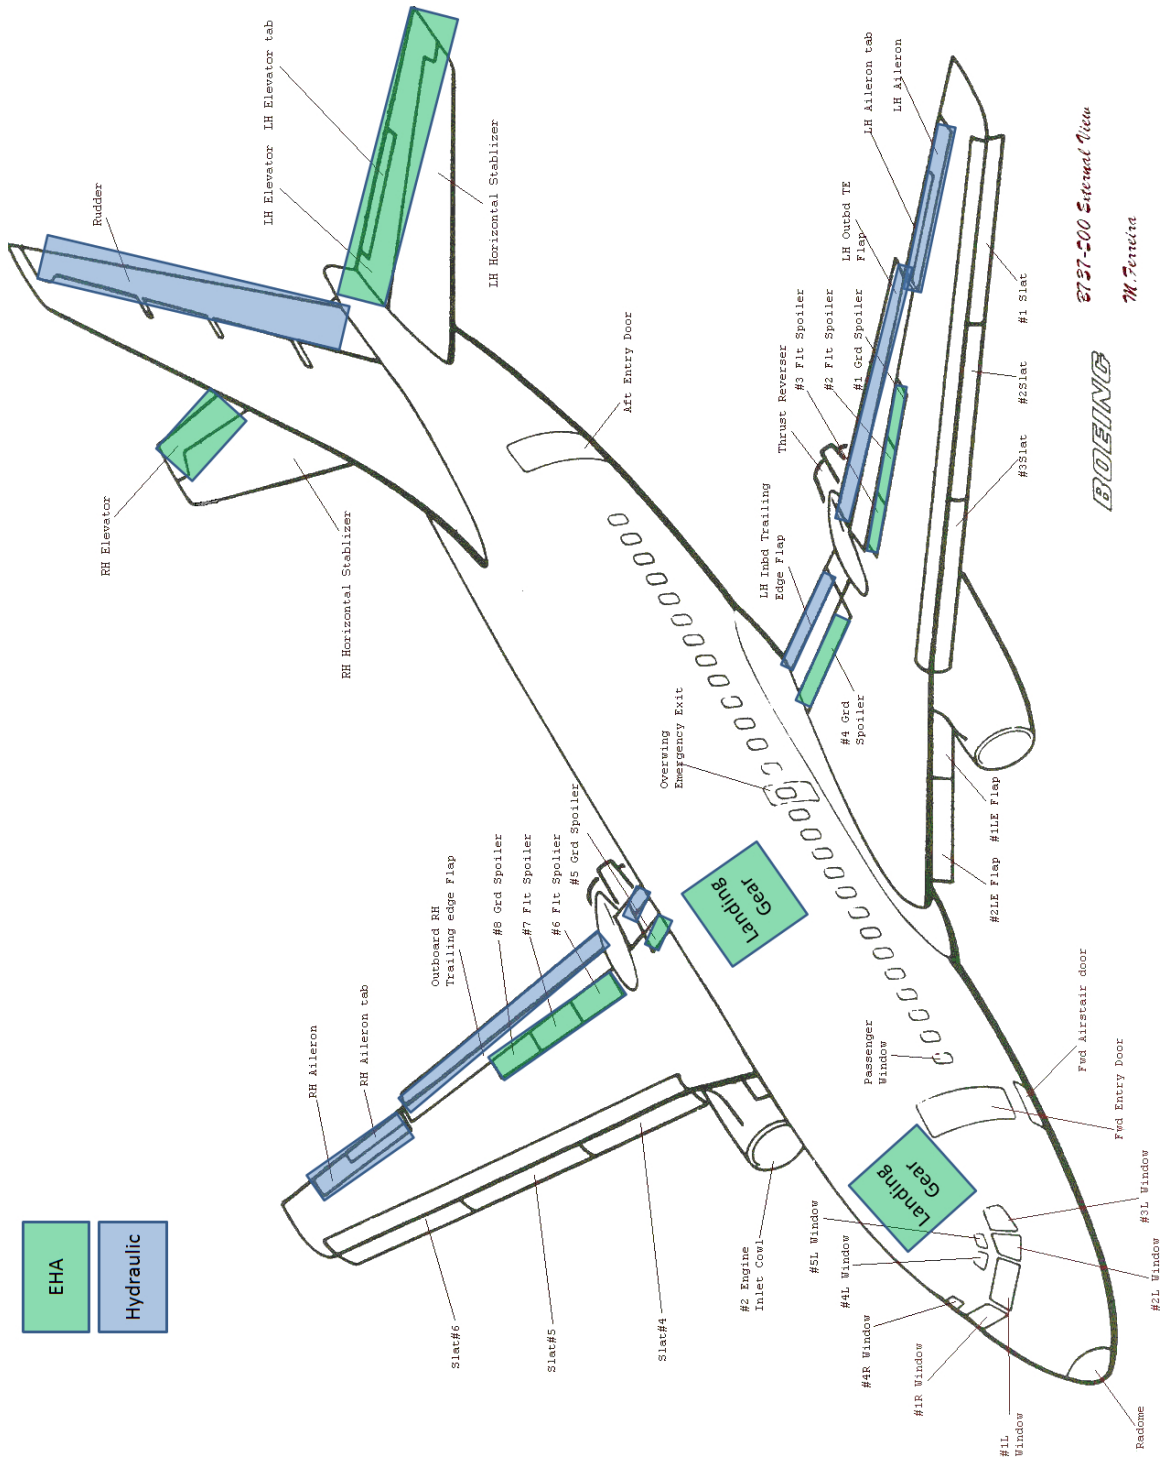 EHA
Hydraulic
Rudder
LH Elevator
LH Elevator tab
LH Horizontal Stablizer
RH Elevator
RH Horizontal Stablizer
Aft Entry Door
LH Aileron tab
LH Aileron
LH Outbd TE
Flap
Thrust Reverser
#3 Flt Spoiler
#2 Flt Spoiler
#1 Grd Spoiler
LH Inbd Trailing
Edge Flap
#4 Grd
Spoiler
#1 Slat
#2Slat
#3Slat
#1LE Flap
#2LE Flap
Overwing
Emergency Exit
Outboard RH
Trailing edge Flap
#8 Grd Spoiler
#7 Flt Spoiler
#6 Flt Spolier
#5 Grd Spoiler
RH Aileron
RH Aileron tab
Landing
Gear
Landing
Gear
Passenger
Window
Fwd Airstair door
Fwd Entry Door
Slat#6
Slat#5
Slat#4
#2 Engine
Inlet Cowl
#5L Window
#4L Window
#4R Window
#1R Window
#1L
Window
#3L Window
#2L Window
Radome
B737-200 External View
M.Ferreira
BOEING